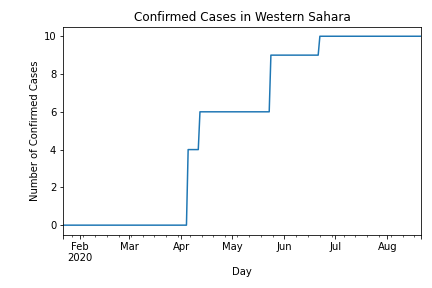 Confirmed Cases in Western Sahara
Number of Confirmed Cases
10
8
6
4
2
0
Feb Mar Apr May Jun Jul Aug
2020
Day